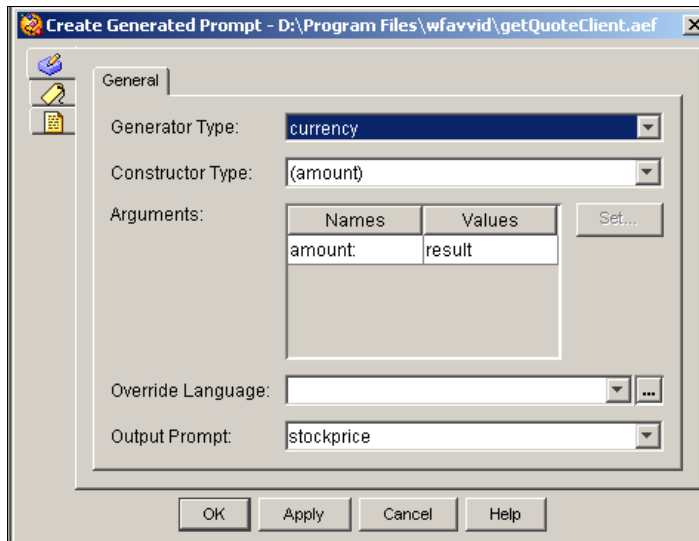 Create Generated Prompt - D:\Program Files\wfavvid\getQuoteClient.aef
General
Generator Type: currency
Constructor Type: (amount)
Arguments: Names Values Set...
amount: result
Override Language: ...
Output Prompt: stockprice
OK Apply Cancel Help